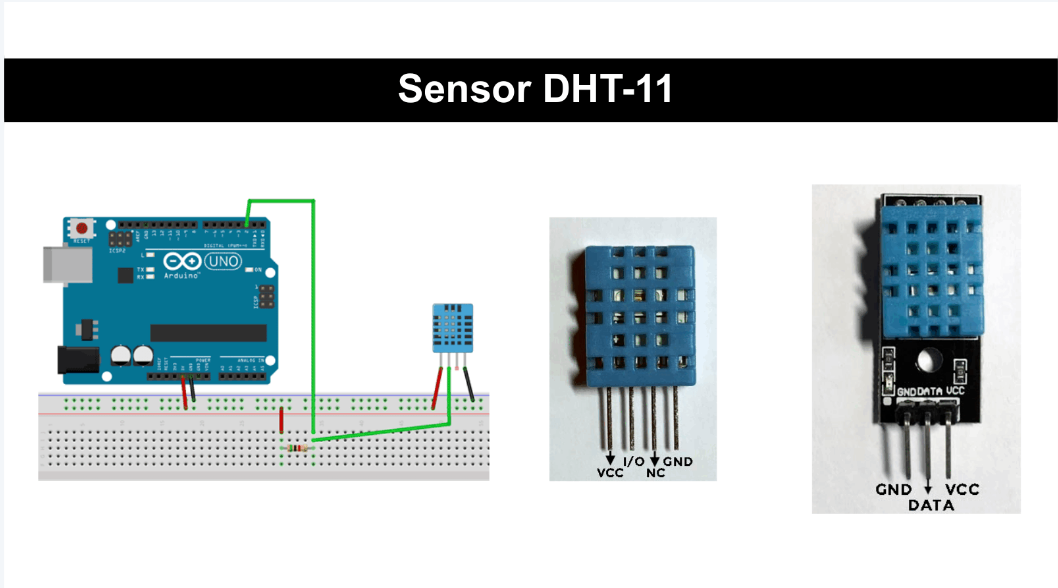 Sensor DHT-11
RESET
ICSP2
L
TX
RX
DIGITAL (PWM=~)
UNO
Arduino™
ON
ICSP
POWER
ANALOG IN
VCC
I/O
NC
GND
GND DATA VCC
GND
VCC
DATA